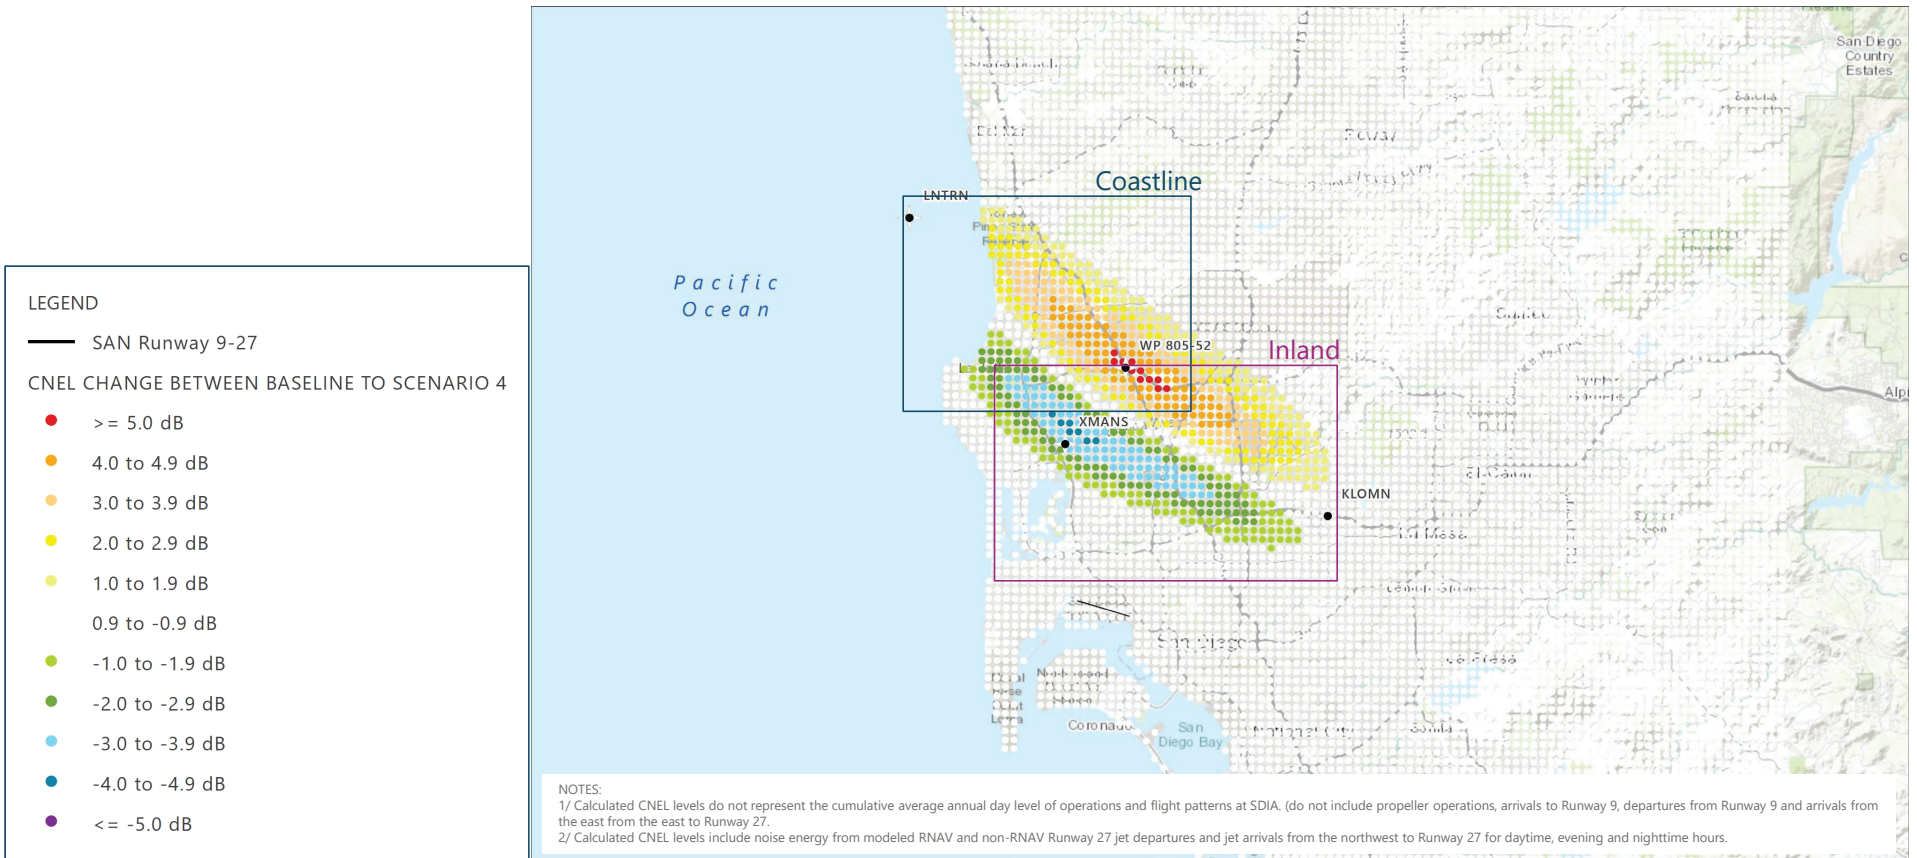 LEGEND
SAN Runway 9-27
CNEL CHANGE BETWEEN BASELINE TO SCENARIO 4
>= 5.0 dB
4.0 to 4.9 dB
3.0 to 3.9 dB
2.0 to 2.9 dB
1.0 to 1.9 dB
0.9 to -0.9 dB
-1.0 to -1.9 dB
-2.0 to -2.9 dB
-3.0 to -3.9 dB
-4.0 to -4.9 dB
<= -5.0 dB
San Diego
Country
Estates
Coastline
LNTRN
Pacific
Ocean
WP 805-52
Inland
XMANS
KLOMN
Coronado
San
Diego Bay
NOTES:
1/ Calculated CNEL levels do not represent the cumulative average annual day level of operations and flight patterns at SDIA. (do not include propeller operations, arrivals to Runway 9, departures from Runway 9 and arrivals from
the east from the east to Runway 27.
2/ Calculated CNEL levels include noise energy from modeled RNAV and non-RNAV Runway 27 jet departures and jet arrivals from the northwest to Runway 27 for daytime, evening and nighttime hours.